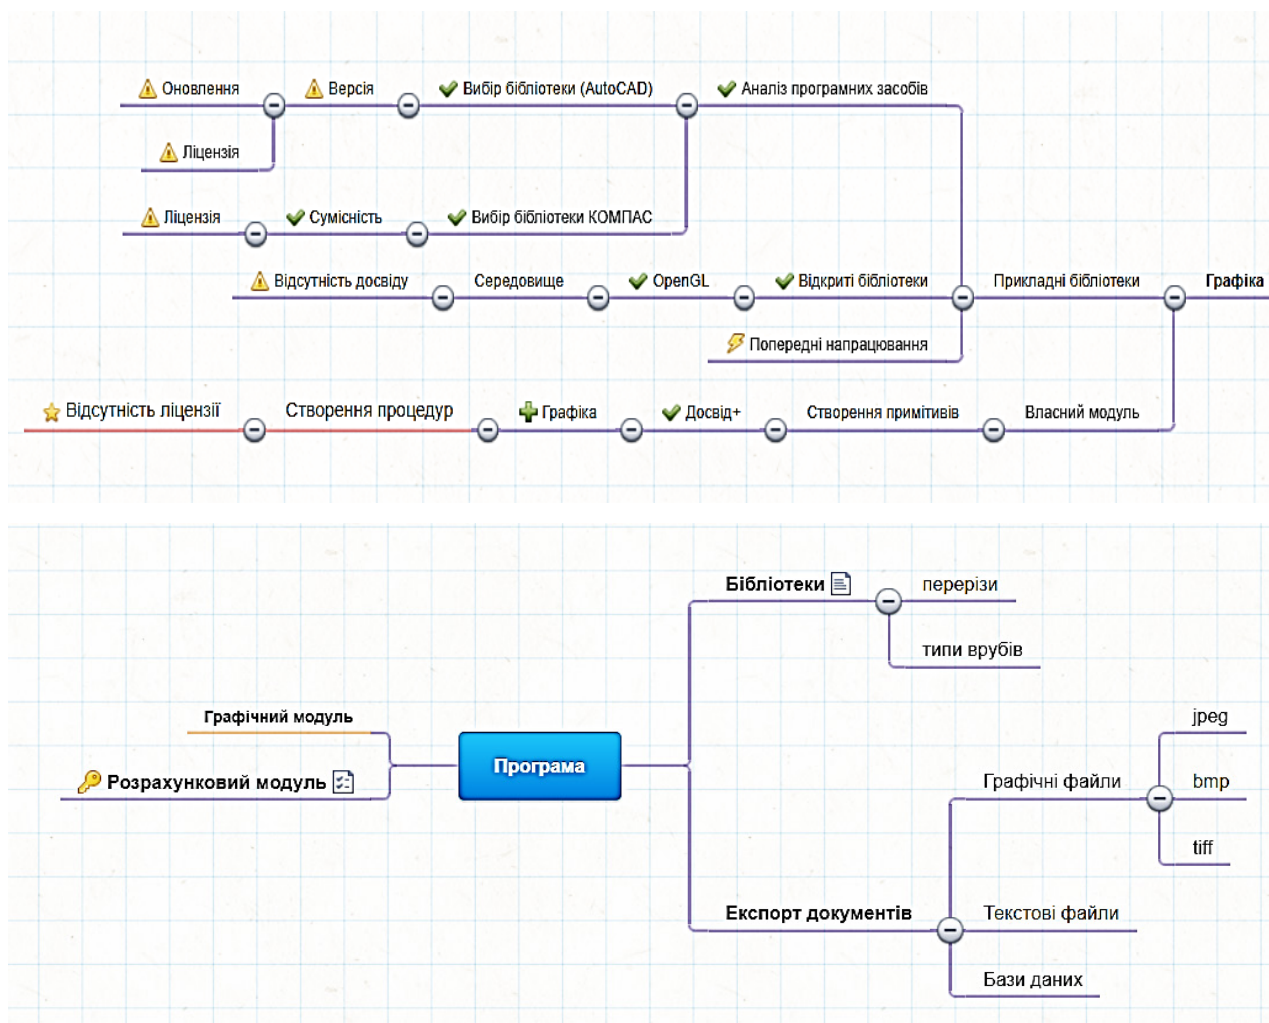 Оновлення
Версія
Вибір бібліотеки (AutoCAD)
Аналіз програмних засобів
Ліцензія
Ліцензія
Сумісність
Вибір бібліотеки КОМПАС
Відсутність досвіду
Середовище
OpenGL
Відкриті бібліотеки
Прикладні бібліотеки
Графіка
Попередні напрацювання
Відсутність ліцензії
Створення процедур
Графіка
Досвід+
Створення примітивів
Власний модуль
Бібліотеки
перерізи
типи врубів
Графічний модуль
jpeg
Програма
Розрахунковий модуль
Графічні файли
bmp
tiff
Експорт документів
Текстові файли
Бази даних